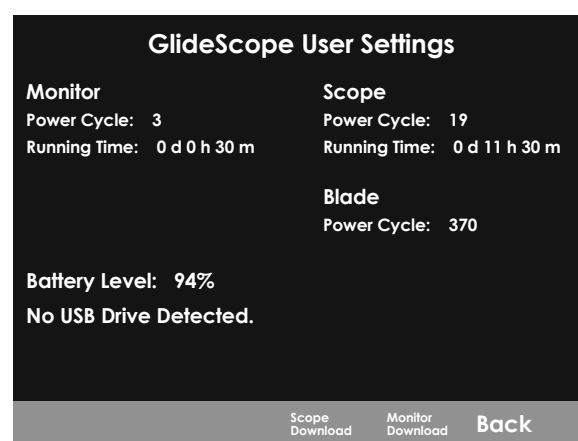 GlideScope User Settings
Monitor
Power Cycle: 3
Running Time: 0 d 0 h 30 m
Scope
Power Cycle: 19
Running Time: 0 d 11 h 30 m
Blade
Power Cycle: 370
Battery Level: 94%
No USB Drive Detected.
Scope
Download
Monitor
Download
Back